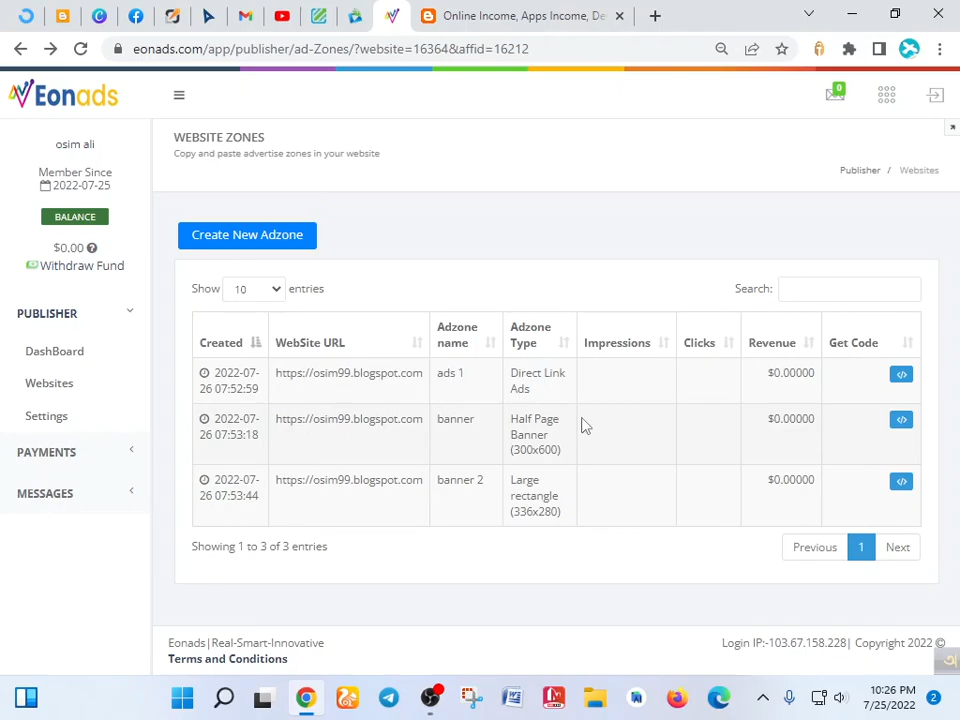 Online Income, Apps Income, De
eonads.com/app/publisher/ad-Zones/?website=16364&affid=16212
Eonads
0
osim ali
Member Since
2022-07-25
BALANCE
$0.00
Withdraw Fund
PUBLISHER
DashBoard
Websites
Settings
PAYMENTS
MESSAGES
WEBSITE ZONES
Copy and paste advertise zones in your website
Publisher / Websites
Create New Adzone
Show 10 entries
Search:
Created WebSite URL Adzone name Adzone Type Impressions Clicks Revenue Get Code
2022-07-26 07:52:59 https://osim99.blogspot.com ads 1 Direct Link Ads $0.00000
2022-07-26 07:53:18 https://osim99.blogspot.com banner Half Page Banner (300x600) $0.00000
2022-07-26 07:53:44 https://osim99.blogspot.com banner 2 Large rectangle (336x280) $0.00000
Showing 1 to 3 of 3 entries
Previous 1 Next
Eonads|Real-Smart-Innovative
Terms and Conditions
Login IP:-103.67.158.228| Copyright 2022 ©
10:26 PM
7/25/2022
2